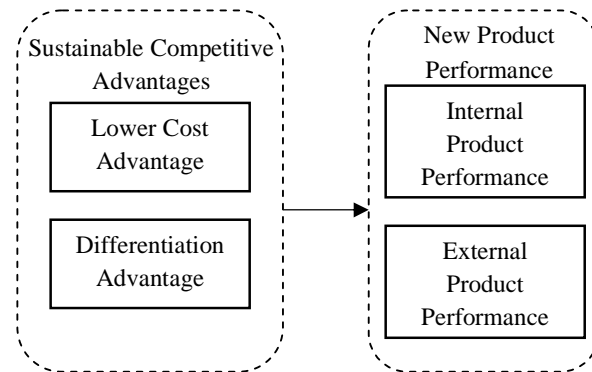 Sustainable Competitive
Advantages
Lower Cost
Advantage
Differentiation
Advantage
New Product
Performance
Internal
Product
Performance
External
Product
Performance